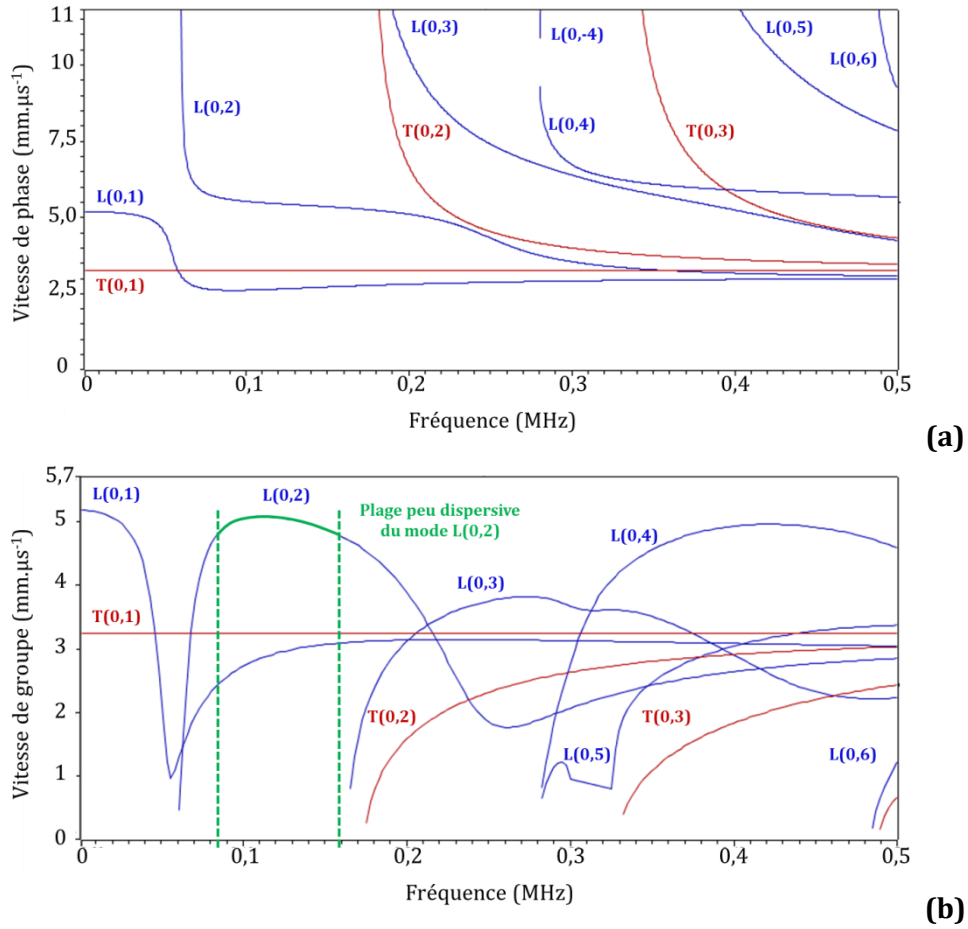 Vitesse de phase (mm.µs⁻¹)
11
10
7,5
5,0
2,5
0
L(0,1)
T(0,1)
L(0,2)
T(0,2)
L(0,3)
L(0,-4)
L(0,4)
T(0,3)
L(0,5)
L(0,6)
0
0,1
0,2
0,3
0,4
0,5
Fréquence (MHz)
(a)
Vitesse de groupe (mm.µs⁻¹)
5,7
5
4
3
2
1
0
L(0,1)
L(0,2)
Plage peu dispersive
du mode L(0,2)
L(0,4)
L(0,3)
T(0,1)
T(0,2)
L(0,5)
T(0,3)
L(0,6)
0
0,1
0,2
0,3
0,4
0,5
Fréquence (MHz)
(b)